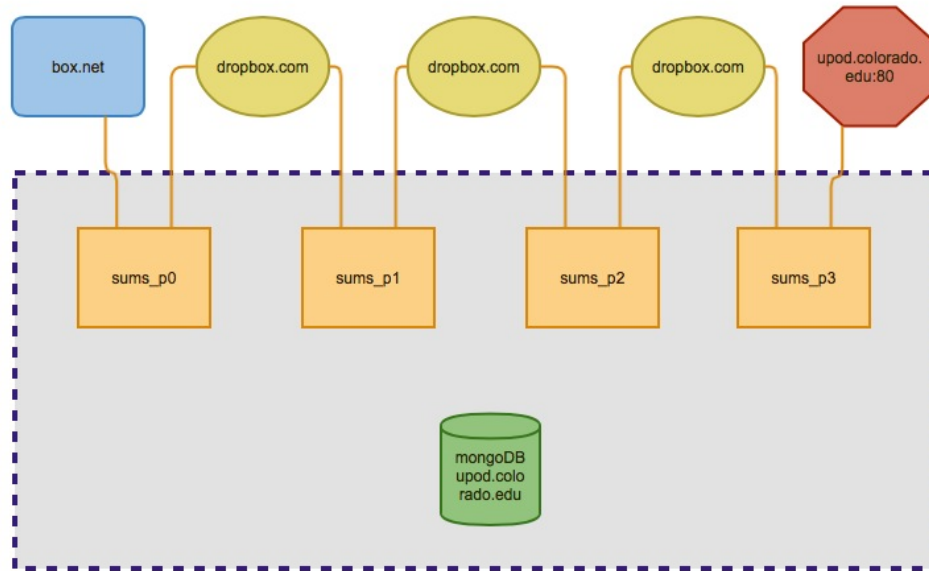 box.net
dropbox.com
dropbox.com
dropbox.com
upod.colorado.
edu:80
sums_p0
sums_p1
sums_p2
sums_p3
mongoDB
upod.colo
rado.edu